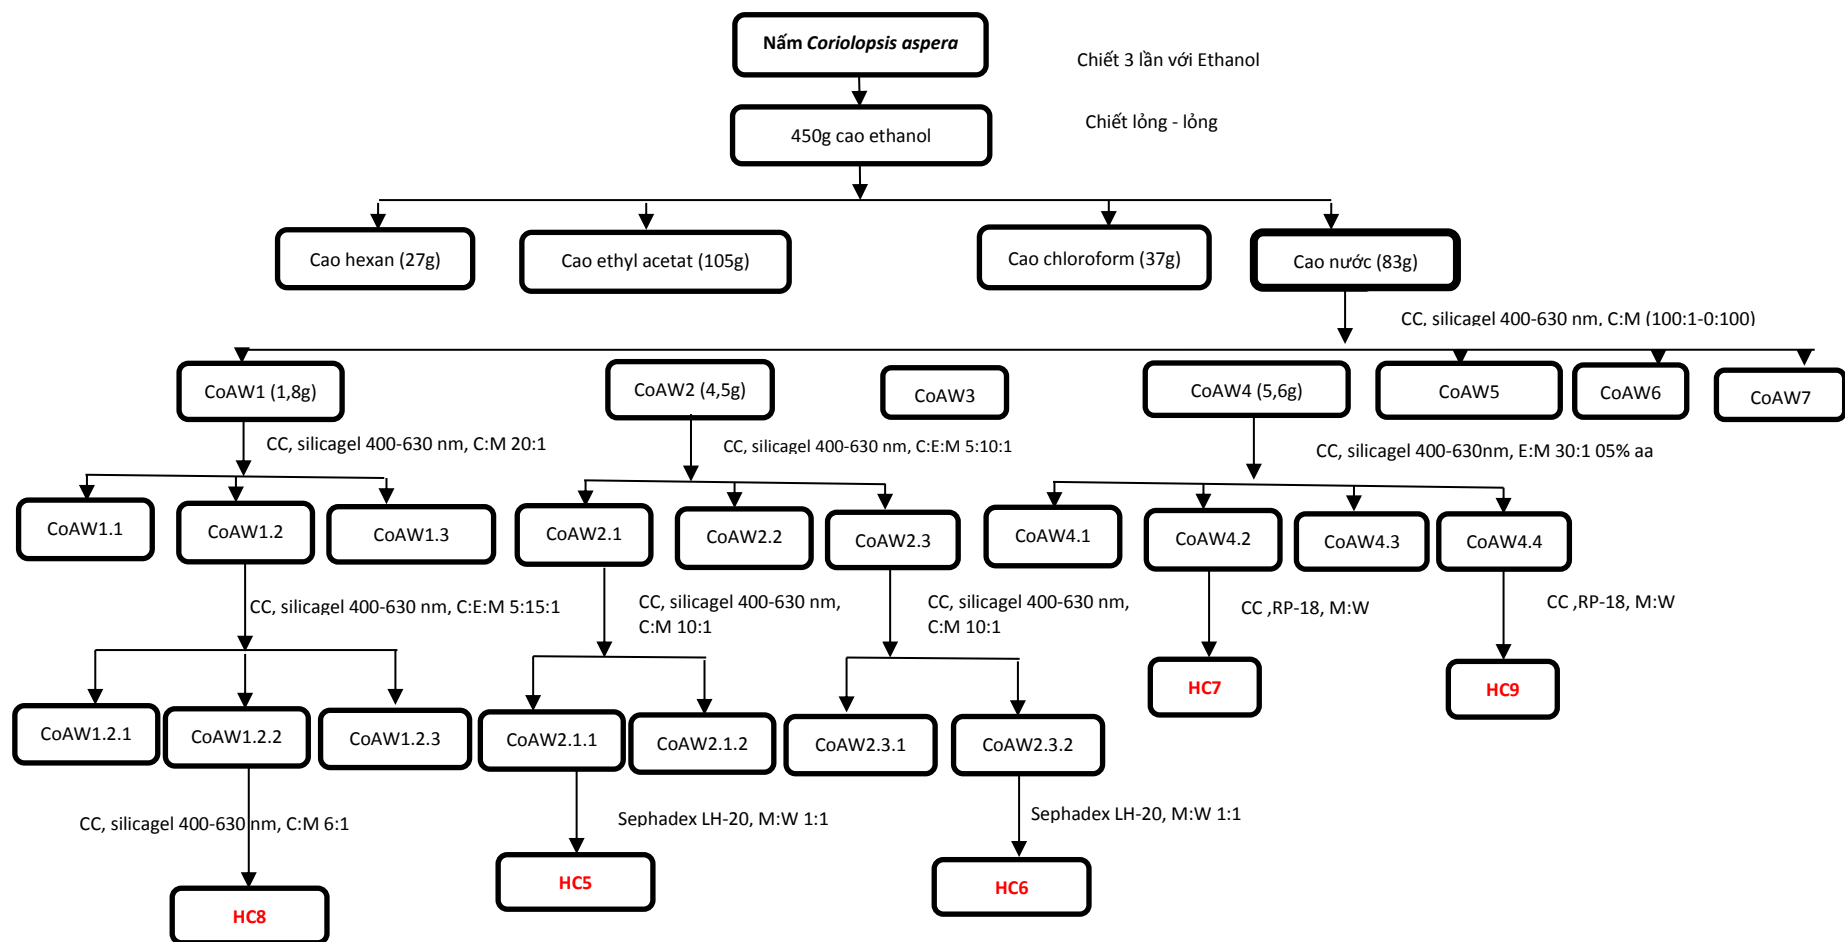 Nấm Coriolopsis aspera
Chiết 3 lần với Ethanol
450g cao ethanol
Chiết lỏng - lỏng
Cao hexan (27g)
Cao ethyl acetat (105g)
Cao chloroform (37g)
Cao nước (83g)
CC, silicagel 400-630 nm, C:M (100:1-0:100)
CoAW1 (1,8g)
CoAW2 (4,5g)
CoAW3
CoAW4 (5,6g)
CoAW5
CoAW6
CoAW7
CC, silicagel 400-630 nm, C:M 20:1
CC, silicagel 400-630 nm, C:E:M 5:10:1
CC, silicagel 400-630nm, E:M 30:1 05% aa
CoAW1.1
CoAW1.2
CoAW1.3
CoAW2.1
CoAW2.2
CoAW2.3
CoAW4.1
CoAW4.2
CoAW4.3
CoAW4.4
CC, silicagel 400-630 nm, C:E:M 5:15:1
CC, silicagel 400-630 nm,
C:M 10:1
CC, silicagel 400-630 nm,
C:M 10:1
CC ,RP-18, M:W
CC ,RP-18, M:W
HC7
HC9
CoAW1.2.1
CoAW1.2.2
CoAW1.2.3
CoAW2.1.1
CoAW2.1.2
CoAW2.3.1
CoAW2.3.2
CC, silicagel 400-630 nm, C:M 6:1
Sephadex LH-20, M:W 1:1
Sephadex LH-20, M:W 1:1
HC8
HC5
HC6